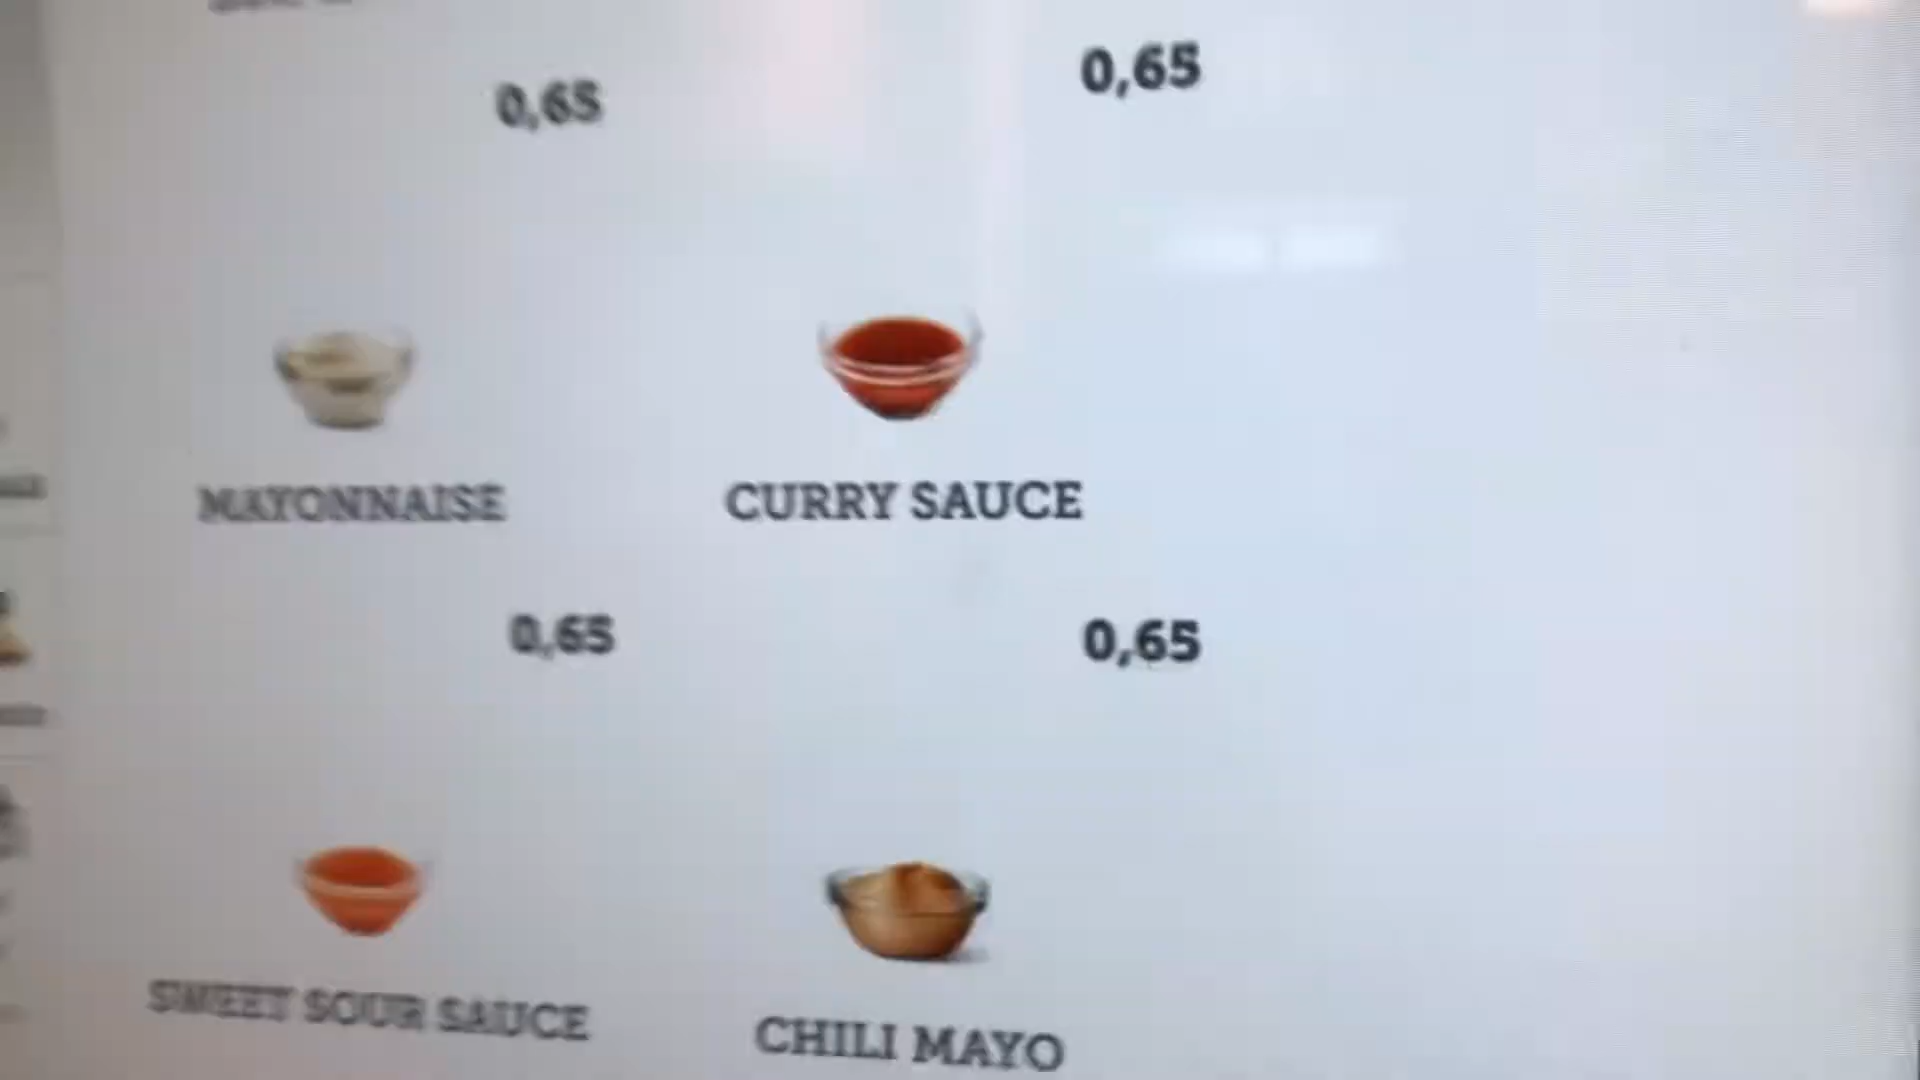 0,65
0,65
MAYONNAISE
CURRY SAUCE
0,65
0,65
SWEET SOUR SAUCE
CHILI MAYO